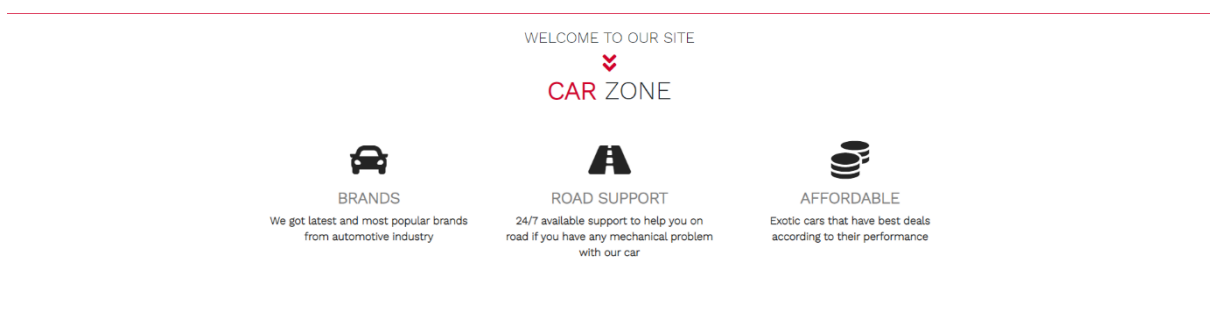 WELCOME TO OUR SITE
CAR ZONE
BRANDS
We got latest and most popular brands
from automotive industry
ROAD SUPPORT
24/7 available support to help you on
road if you have any mechanical problem
with our car
AFFORDABLE
Exotic cars that have best deals
according to their performance